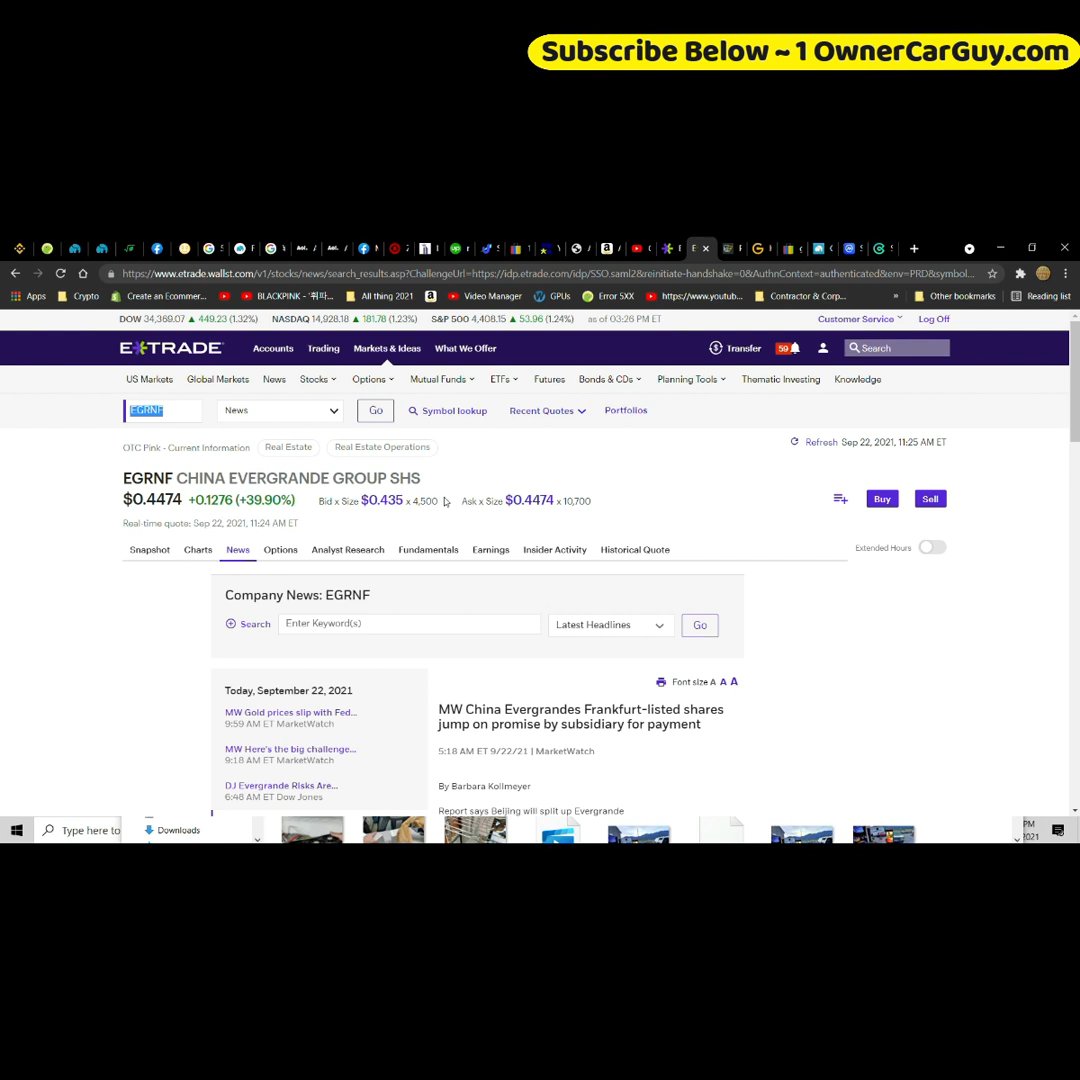 Subscribe Below ~ 1 OwnerCarGuy.com
https://www.etrade.wallst.com/v1/stocks/news/search_results.asp?ChallengeUrl=https://idp.etrade.com/idp/SSO.saml2&reinitiate-handshake=0&AuthnContext=authenticated&env=PRD&symbol...
Apps Crypto Create an Ecommer... BLACKPINK - All thing 2021 Video Manager GPUs Error 5XX https://www.youtub... Contractor & Corp... » Other bookmarks Reading list
DOW 34,369.07 ▲ 449.23 (1.32%) NASDAQ 14,928.18 ▲ 181.78 (1.23%) S&P 500 4,408.15 ▲ 53.96 (1.24%) as of 03:26 PM ET Customer Service Log Off
E*TRADE Accounts Trading Markets & Ideas What We Offer Transfer 59 Search
US Markets Global Markets News Stocks Options Mutual Funds ETFs Futures Bonds & CDs Planning Tools Thematic Investing Knowledge
EGRNF News Go Symbol lookup Recent Quotes Portfolios
OTC Pink - Current Information Real Estate Real Estate Operations Refresh Sep 22, 2021, 11:25 AM ET
EGRNF CHINA EVERGRANDE GROUP SHS
$0.4474 +0.1276 (+39.90%) Bid x Size $0.435 x 4,500 Ask x Size $0.4474 x 10,700 Buy Sell
Real-time quote: Sep 22, 2021, 11:24 AM ET
Snapshot Charts News Options Analyst Research Fundamentals Earnings Insider Activity Historical Quote Extended Hours
Company News: EGRNF
Search Enter Keyword(s) Latest Headlines Go
Font size A A A
Today, September 22, 2021
MW Gold prices slip with Fed...
9:59 AM ET MarketWatch
MW Here's the big challenge...
9:18 AM ET MarketWatch
DJ Evergrande Risks Are...
6:48 AM ET Dow Jones
MW China Evergrandes Frankfurt-listed shares
jump on promise by subsidiary for payment
5:18 AM ET 9/22/21 | MarketWatch
By Barbara Kollmeyer
Report says Beijing will split up Evergrande
Type here to
Downloads
PM
2021